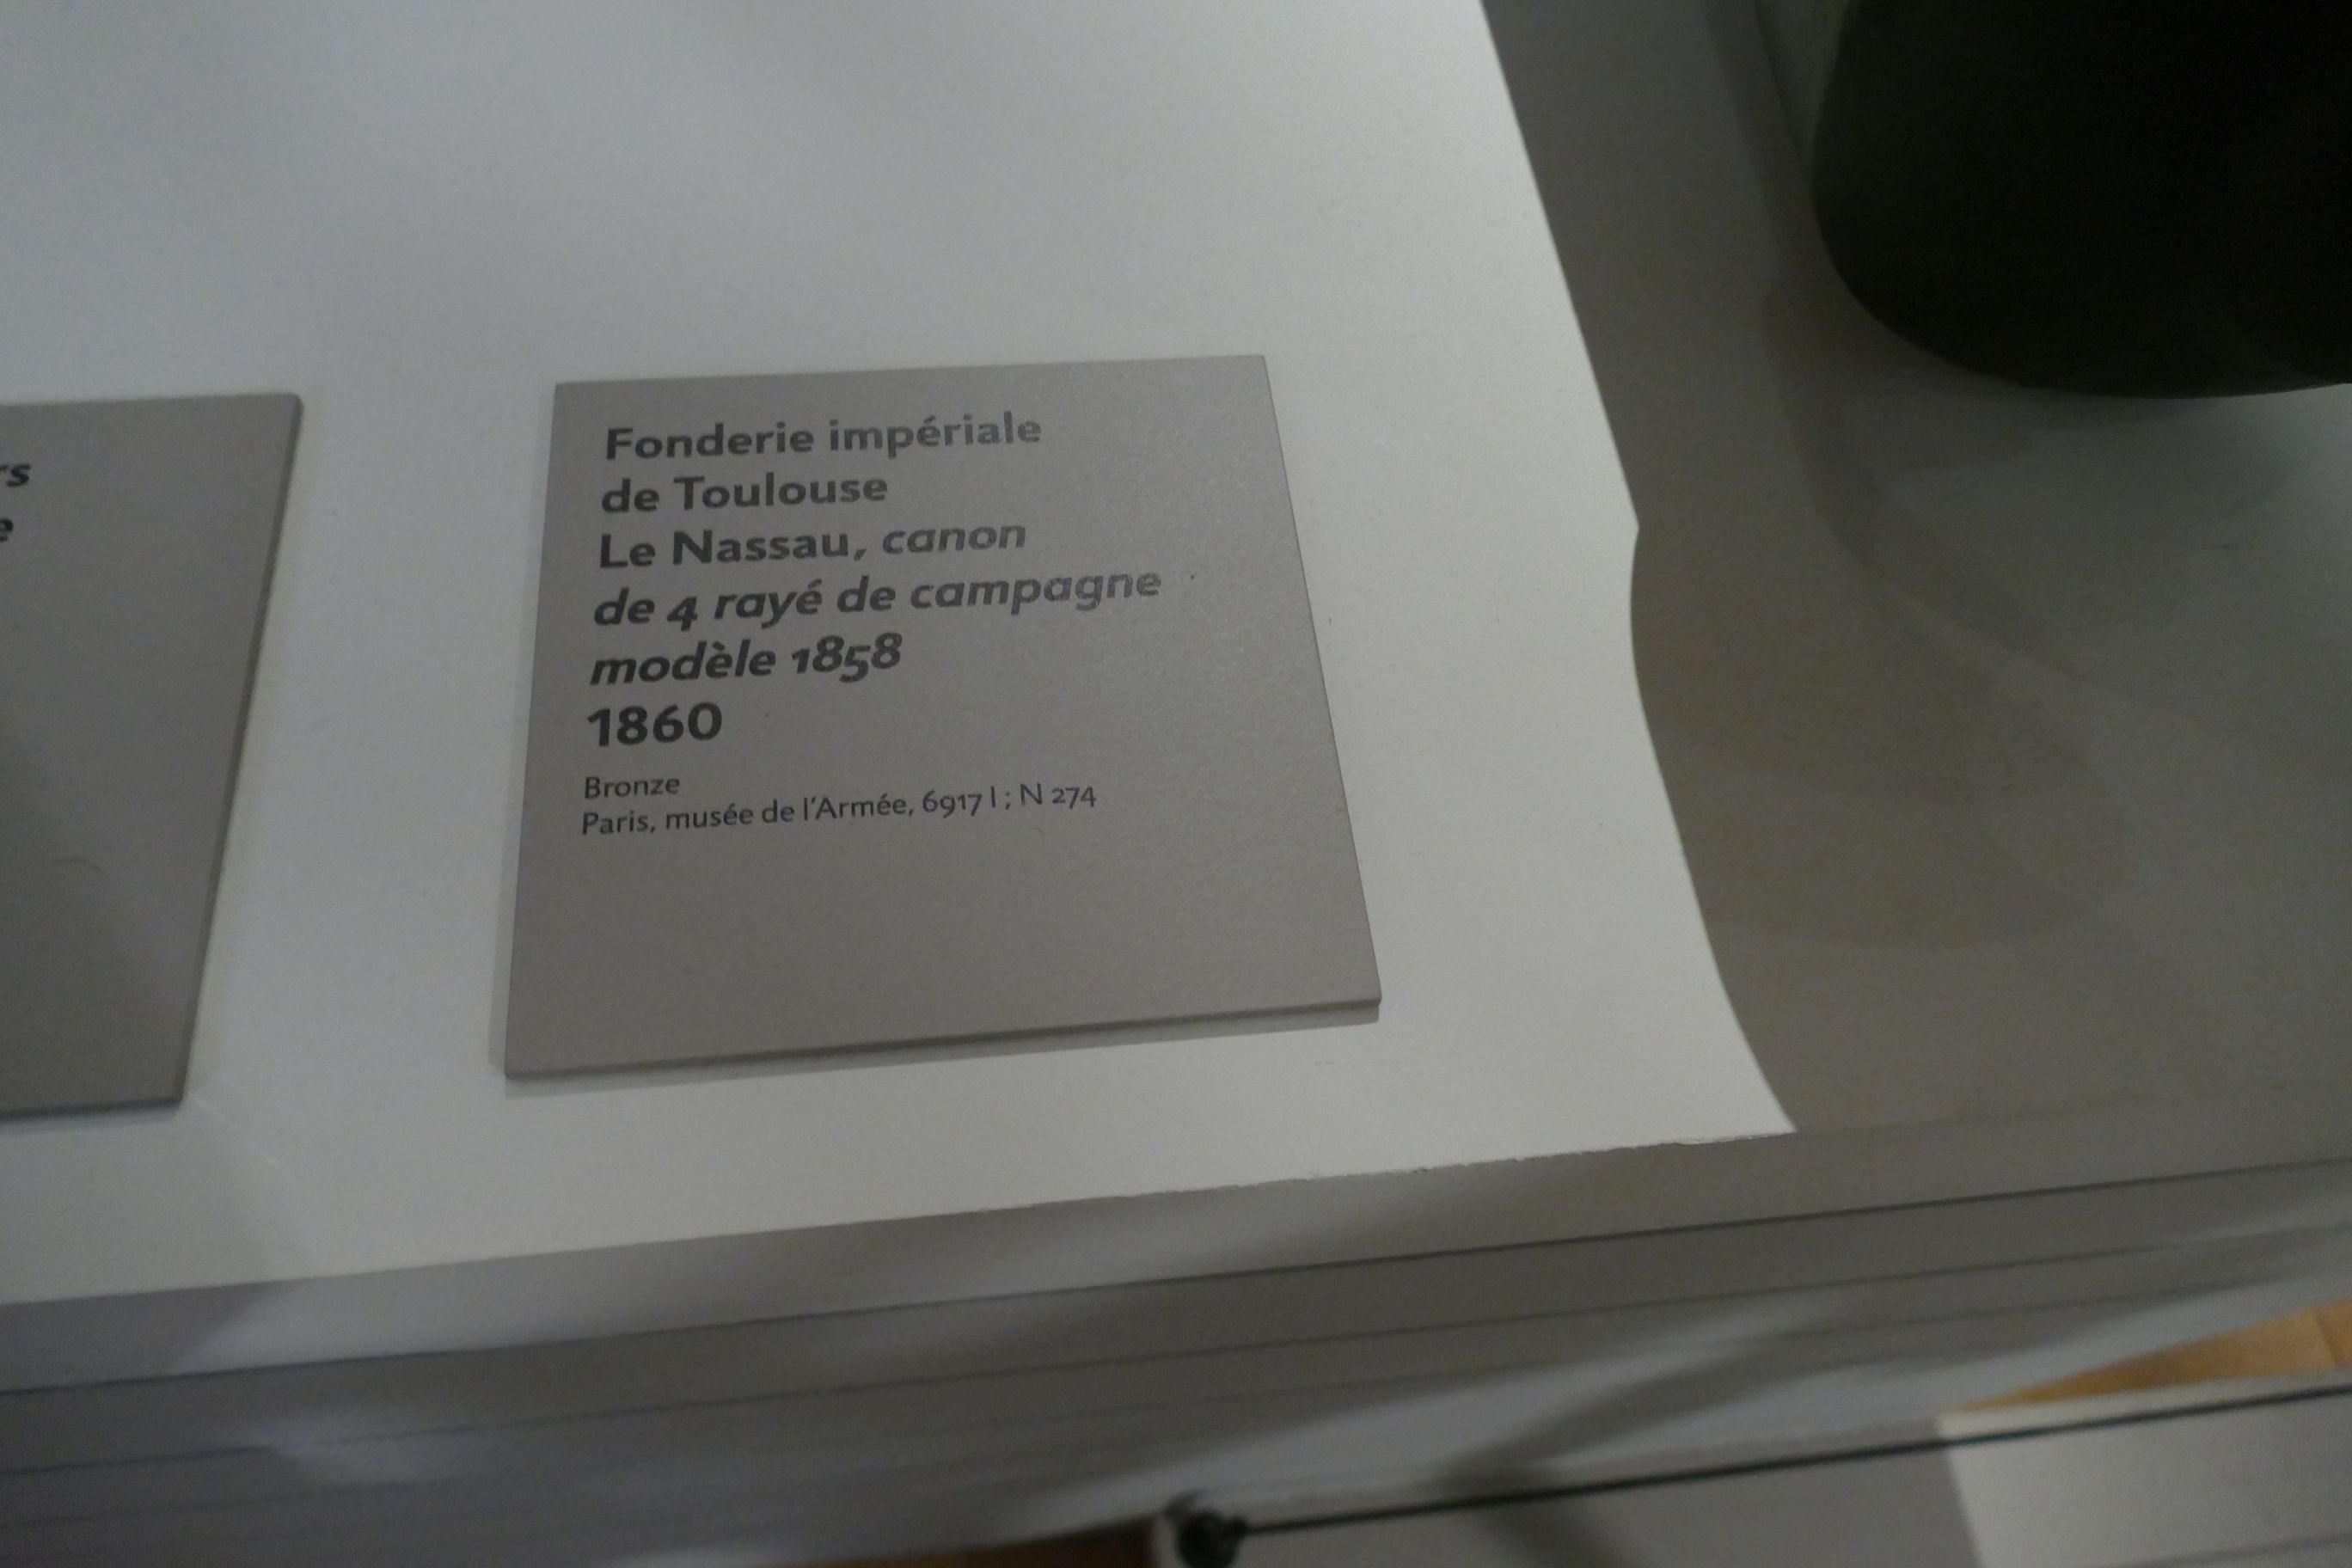 Fonderie impériale
de Toulouse
Le Nassau, canon
de 4 rayé de campagne
modèle 1858
1860
Bronze
Paris, musée de l'Armée, 6917 I ; N 274